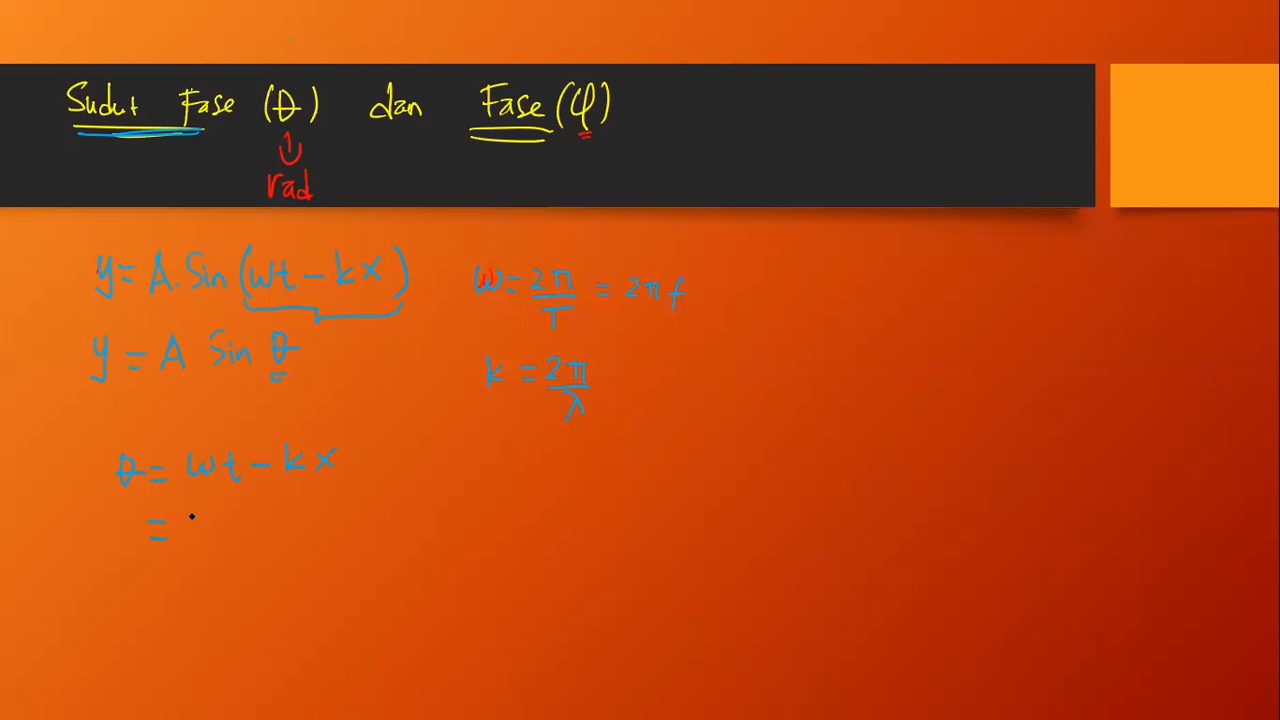 Sudut Fase (θ) dan Fase (φ)
rad
y = A. Sin (ωt - kx)
ω = 2π/T = 2πf
y = A Sin θ
k = 2π/λ
θ = ωt - kx
=